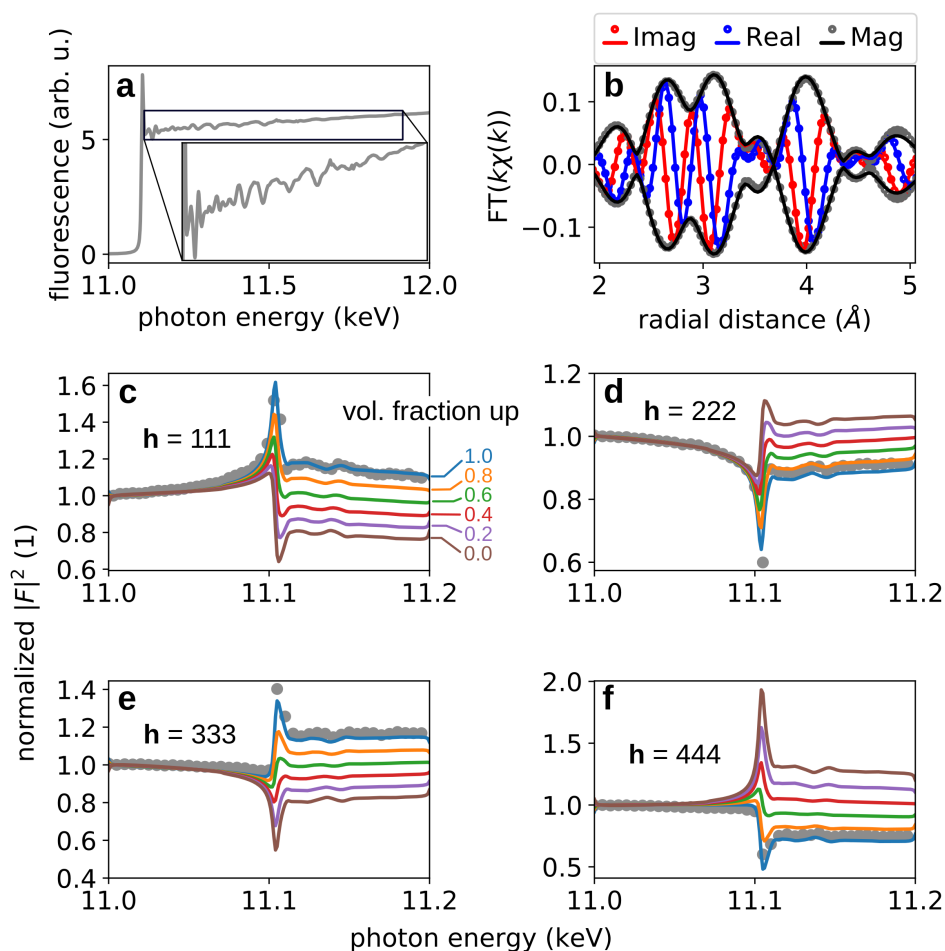 a
fluorescence (arb. u.)
5
0
11.0 11.5 12.0
photon energy (keV)
Imag Real Mag
b
FT(kχ(k))
0.1
0.0
−0.1
2 3 4 5
radial distance (Å)
normalized |F|² (1)
c
h = 111
vol. fraction up
1.0
0.8
0.6
0.4
0.2
0.0
1.6
1.4
1.2
1.0
0.8
0.6
11.0 11.1 11.2
d
h = 222
1.2
1.0
0.8
0.6
11.0 11.1 11.2
e
h = 333
1.4
1.2
1.0
0.8
0.6
0.4
11.0 11.1 11.2
f
h = 444
2.0
1.5
1.0
0.5
11.0 11.1 11.2
photon energy (keV)